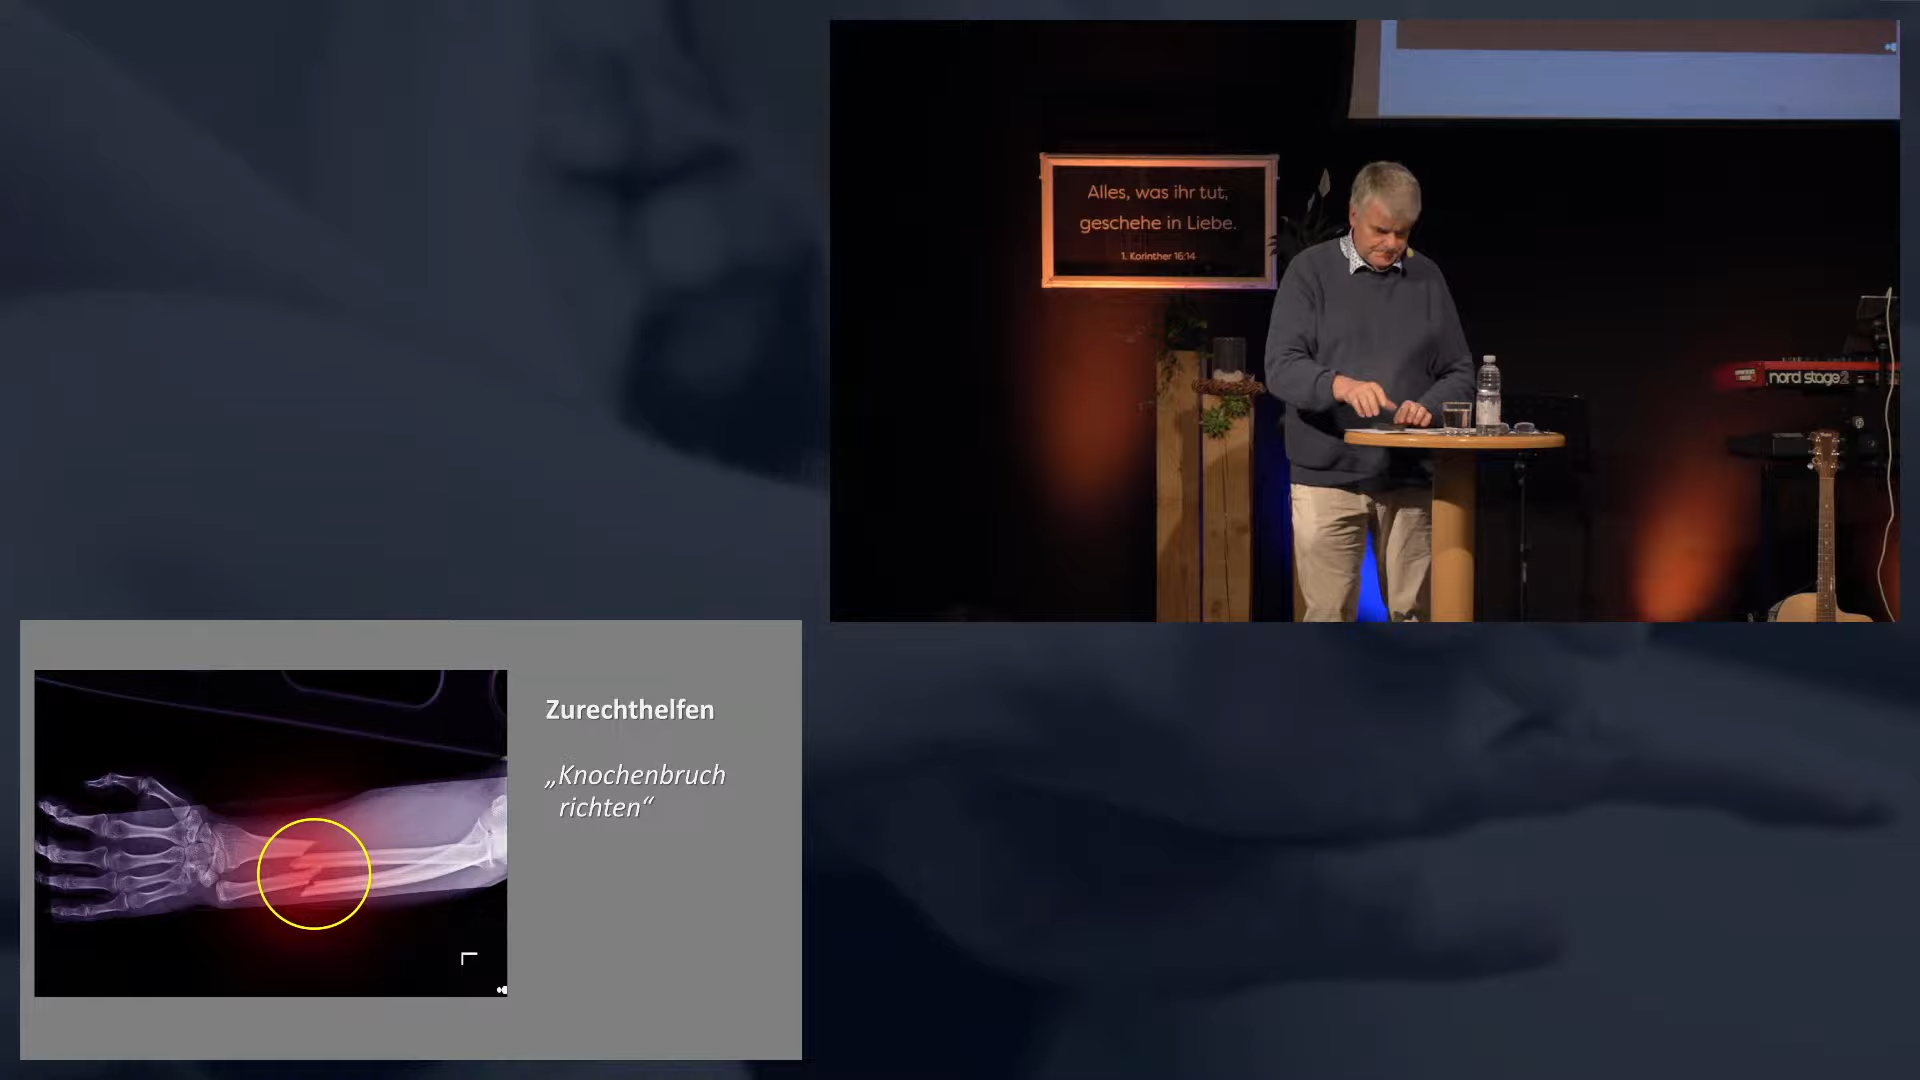 Alles, was ihr tut,
geschehe in Liebe.
1. Korinther 16:14
nord stage 2
Zurechthelfen
„Knochenbruch
richten“